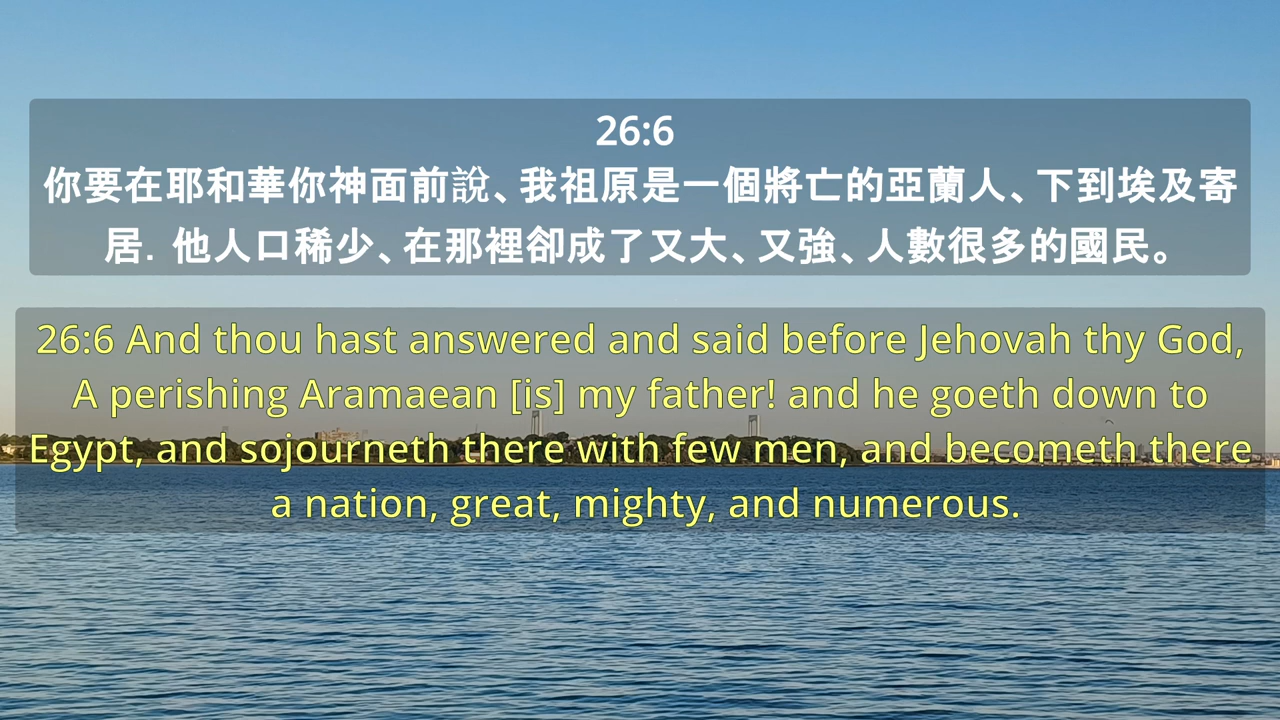 26:6
你要在耶和華你神面前說、我祖原是一個將亡的亞蘭人、下到埃及寄
居. 他人口稀少、在那裡卻成了又大、又強、人數很多的國民。
26:6 And thou hast answered and said before Jehovah thy God,
A perishing Aramaean [is] my father! and he goeth down to
Egypt, and sojourneth there with few men, and becometh there
a nation, great, mighty, and numerous.